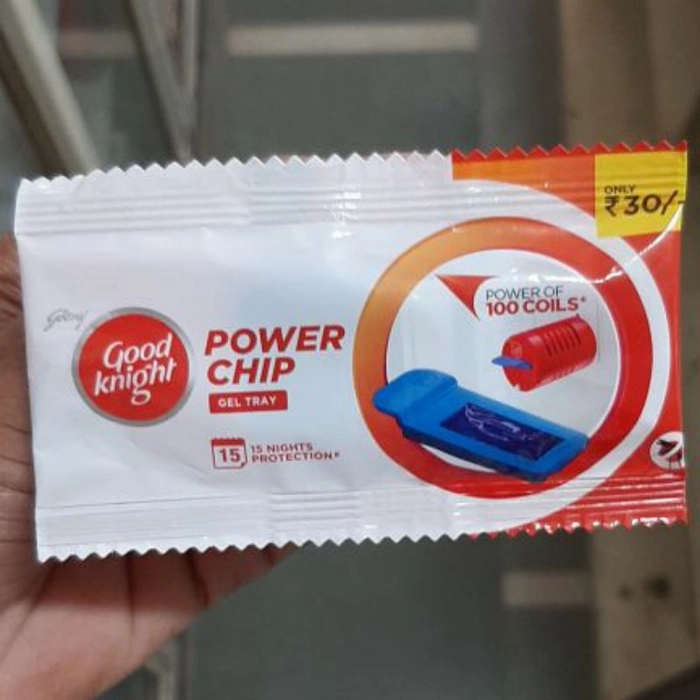 ONLY
₹30/-
POWER OF
100 COILS*
Godrej
Good
knight
POWER
CHIP
GEL TRAY
15
15 NIGHTS
PROTECTION*